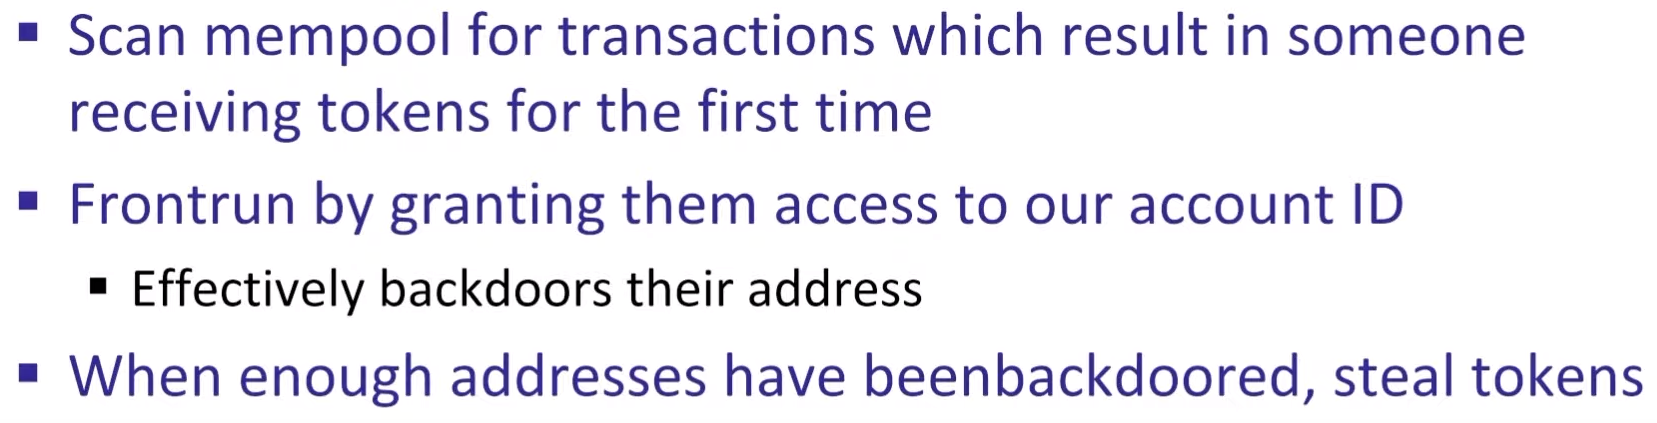 ▪ Scan mempool for transactions which result in someone
receiving tokens for the first time
▪ Frontrun by granting them access to our account ID
▪ Effectively backdoors their address
▪ When enough addresses have beenbackdoored, steal tokens